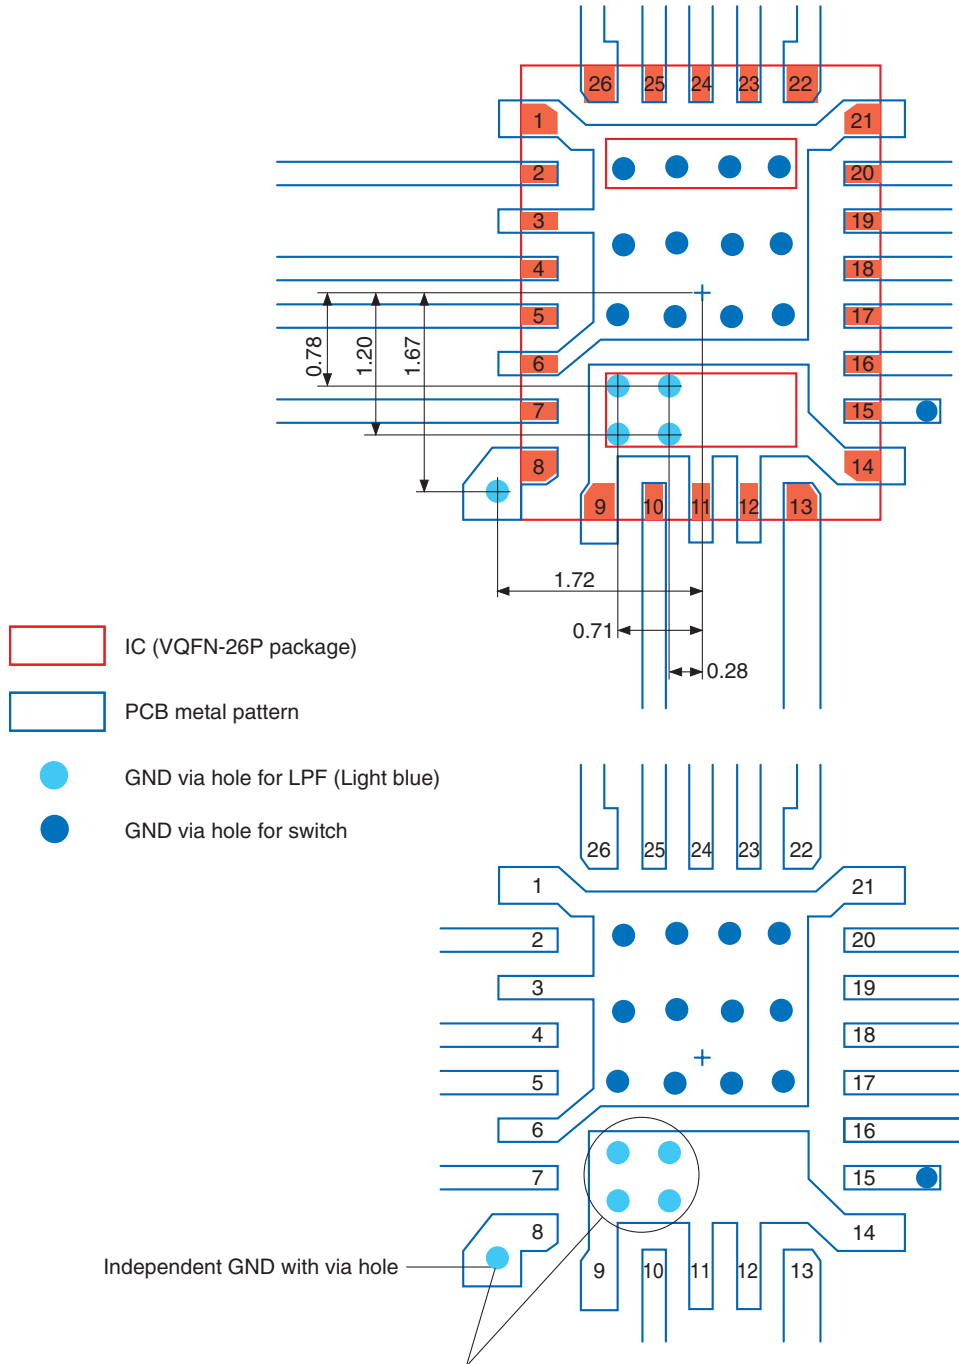 26 25 24 23 22
1 21
2 20
3 19
4 18
5 17
6 16
7 15
8 14
9 10 11 12 13
0.78
1.20
1.67
1.72
0.71
0.28
IC (VQFN-26P package)
PCB metal pattern
GND via hole for LPF (Light blue)
GND via hole for switch
26 25 24 23 22
1 21
2 20
3 19
4 18
5 17
6 16
7 15
8 14
9 10 11 12 13
Independent GND with via hole